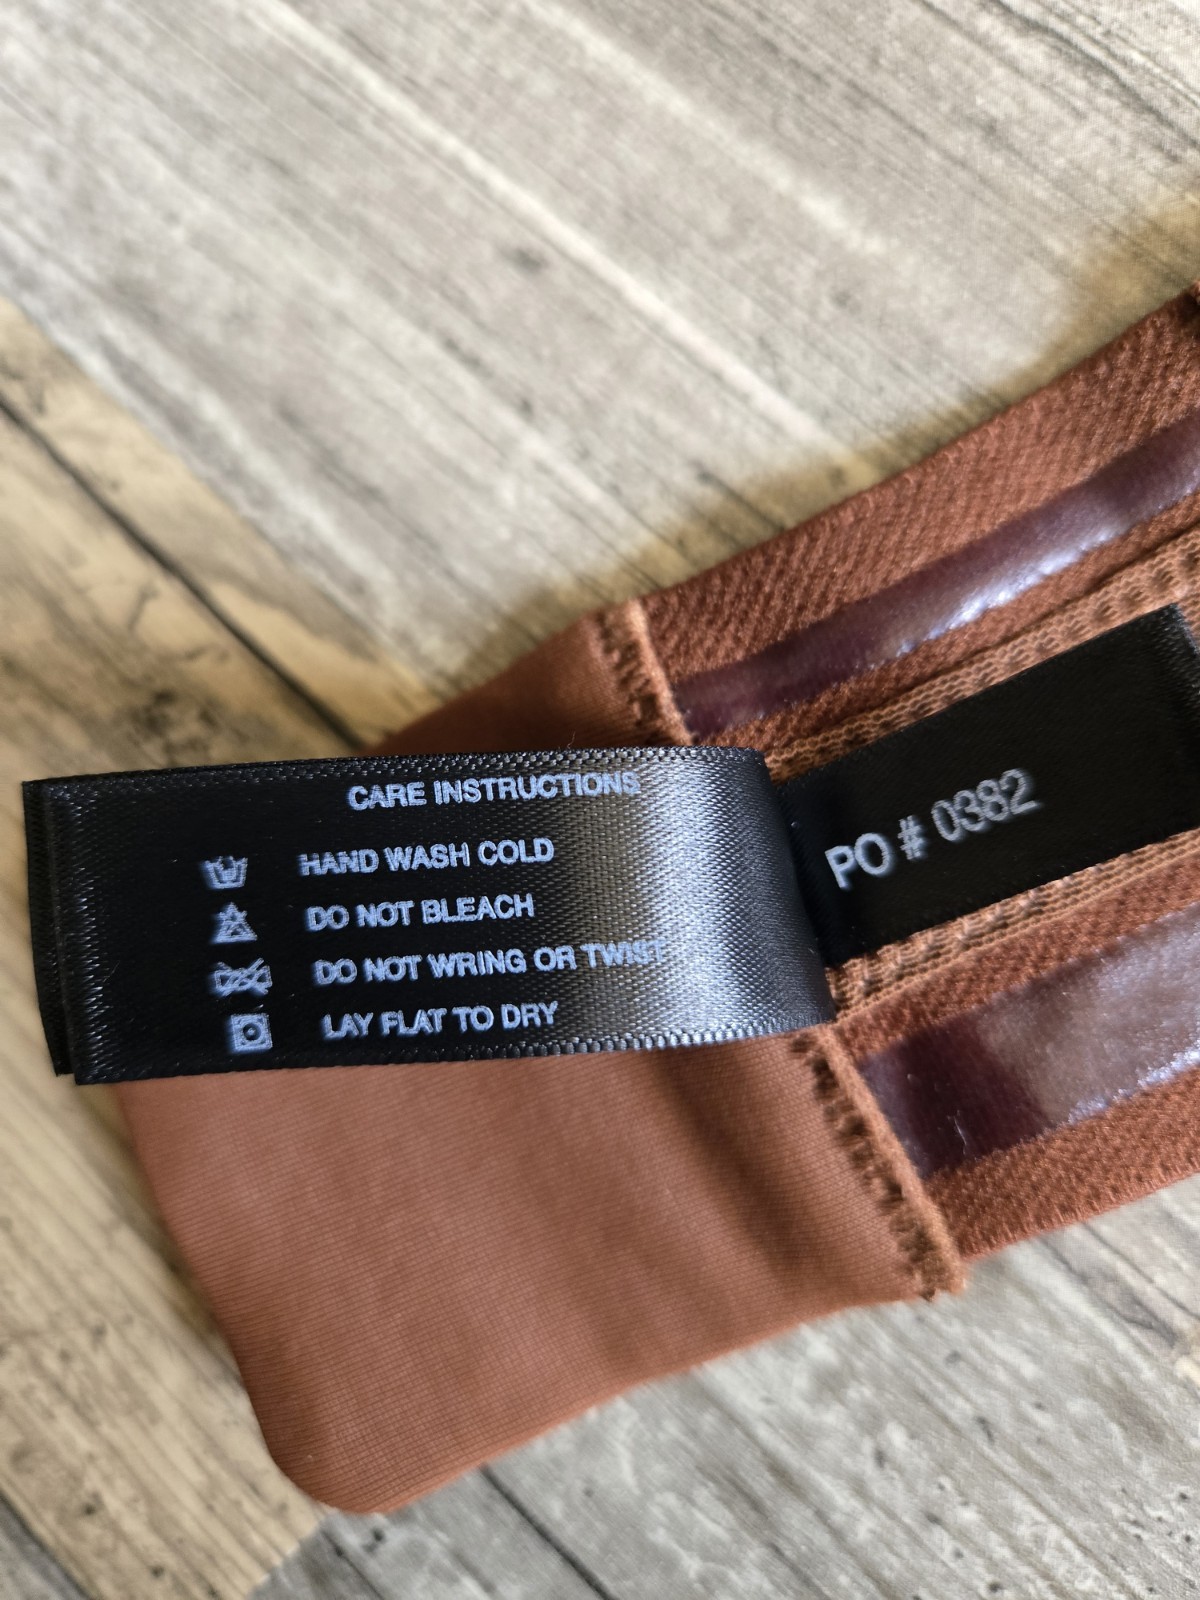 CARE INSTRUCTIONS
HAND WASH COLD
DO NOT BLEACH
DO NOT WRING OR TWIST
LAY FLAT TO DRY
PO # 0382